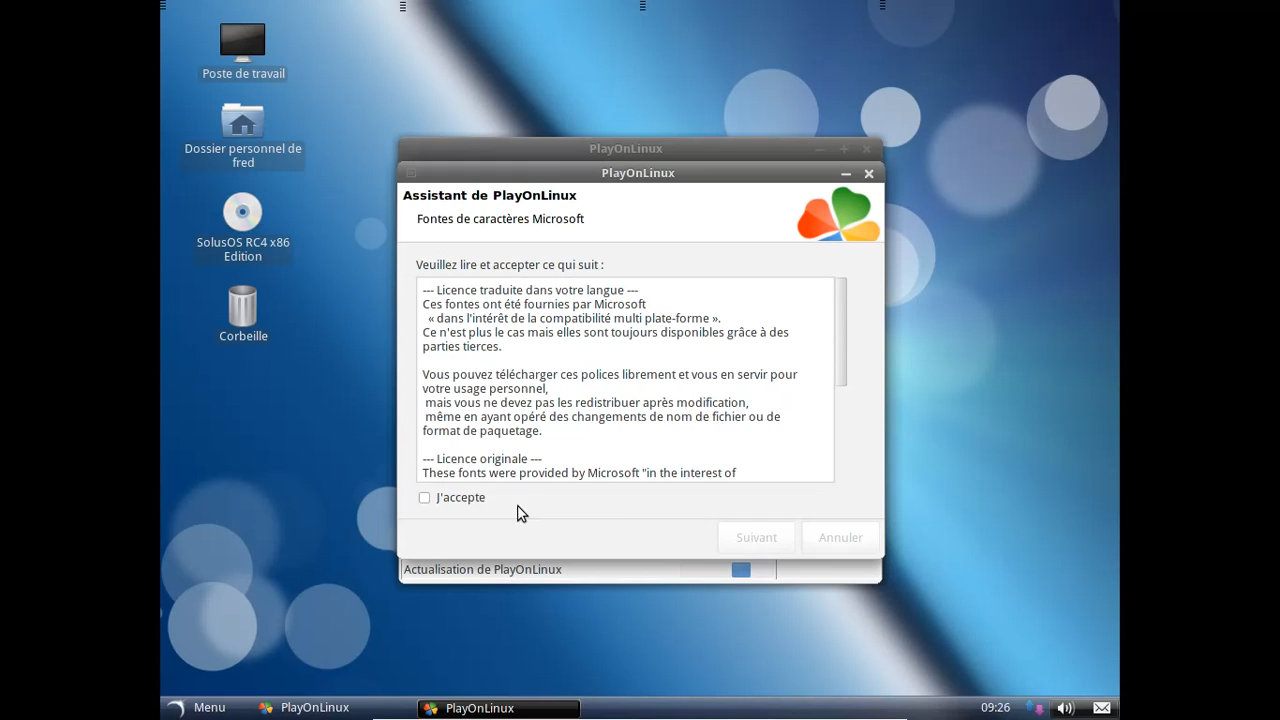 Poste de travail
Dossier personnel de
fred
SolusOS RC4 x86
Edition
Corbeille
PlayOnLinux
PlayOnLinux
Assistant de PlayOnLinux
Fontes de caractères Microsoft
Veuillez lire et accepter ce qui suit :
--- Licence traduite dans votre langue ---
Ces fontes ont été fournies par Microsoft
« dans l'intérêt de la compatibilité multi plate-forme ».
Ce n'est plus le cas mais elles sont toujours disponibles grâce à des
parties tierces.
Vous pouvez télécharger ces polices librement et vous en servir pour
votre usage personnel,
mais vous ne devez pas les redistribuer après modification,
même en ayant opéré des changements de nom de fichier ou de
format de paquetage.
--- Licence originale ---
These fonts were provided by Microsoft "in the interest of
J'accepte
Suivant
Annuler
Actualisation de PlayOnLinux
Menu
PlayOnLinux
PlayOnLinux
09:26